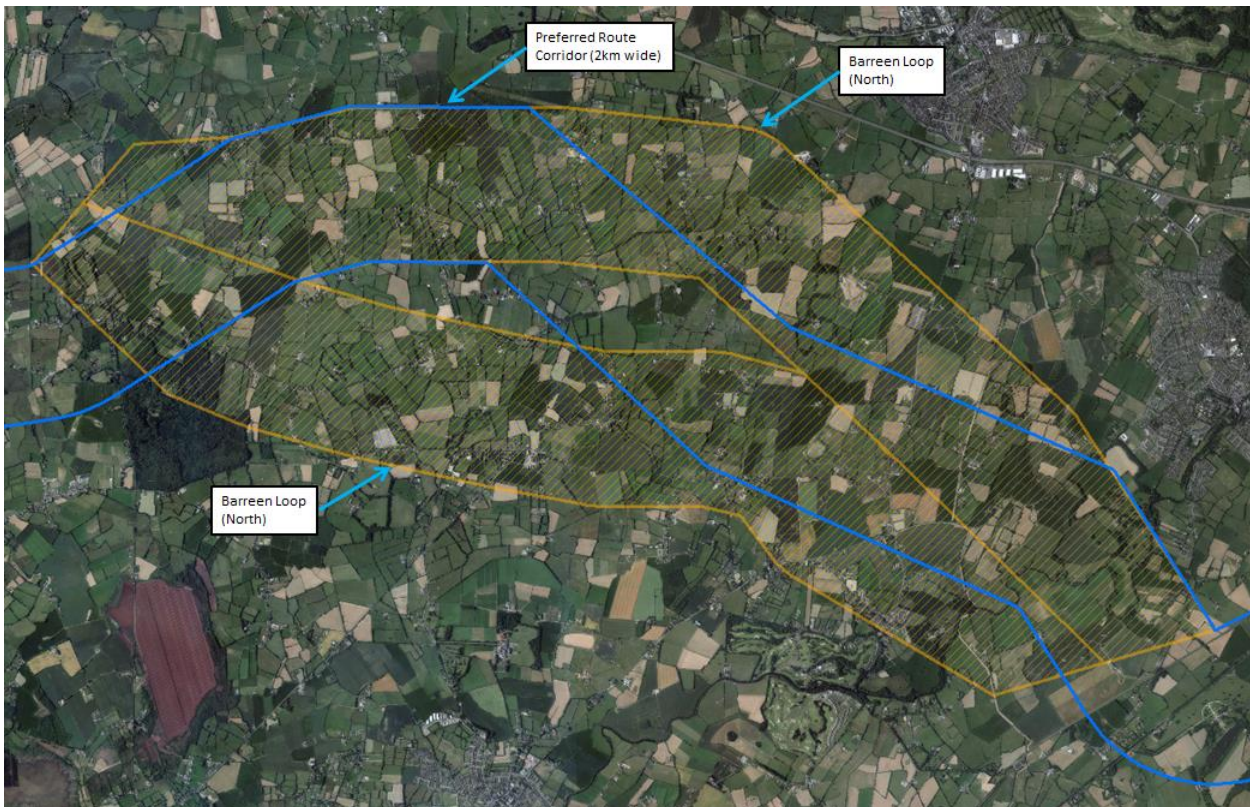 Preferred Route
Corridor (2km wide)
Barreen Loop
(North)
Barreen Loop
(North)